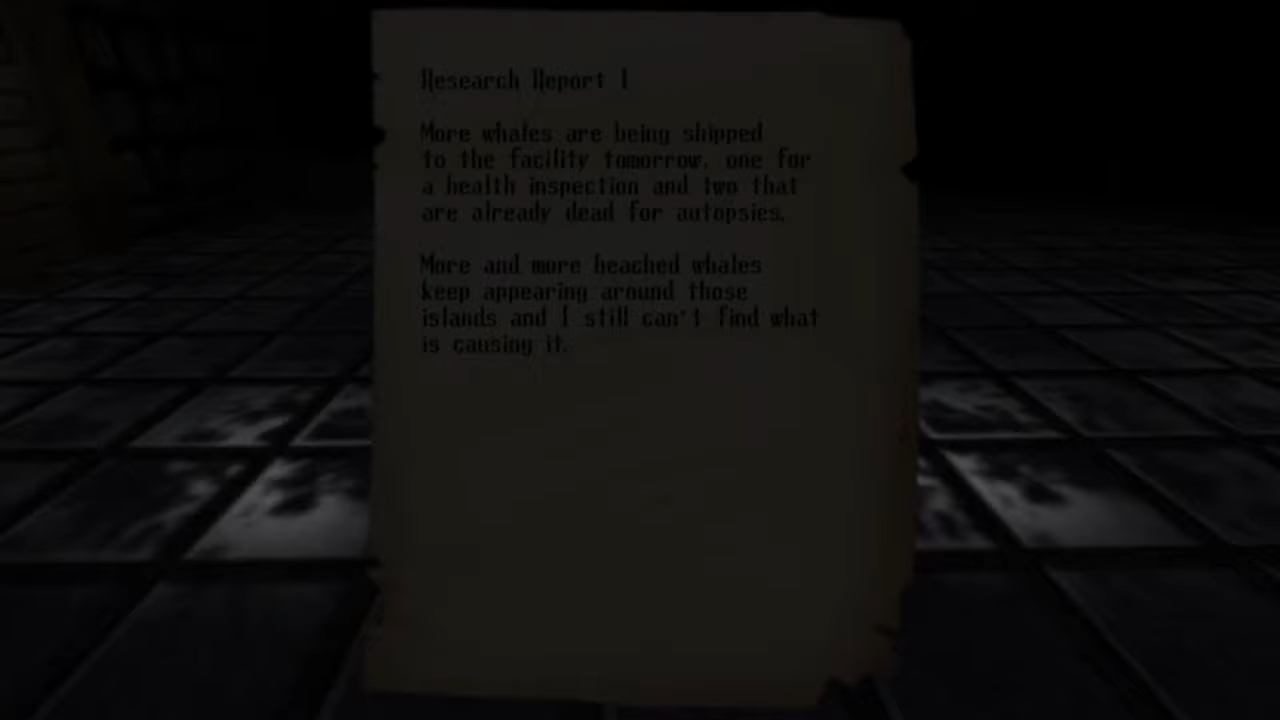 Research Report 1
More whales are being shipped
to the facility tomorrow, one for
a health inspection and two that
are already dead for autopsies.
More and more beached whales
keep appearing around those
islands and I still can't find what
is causing it.